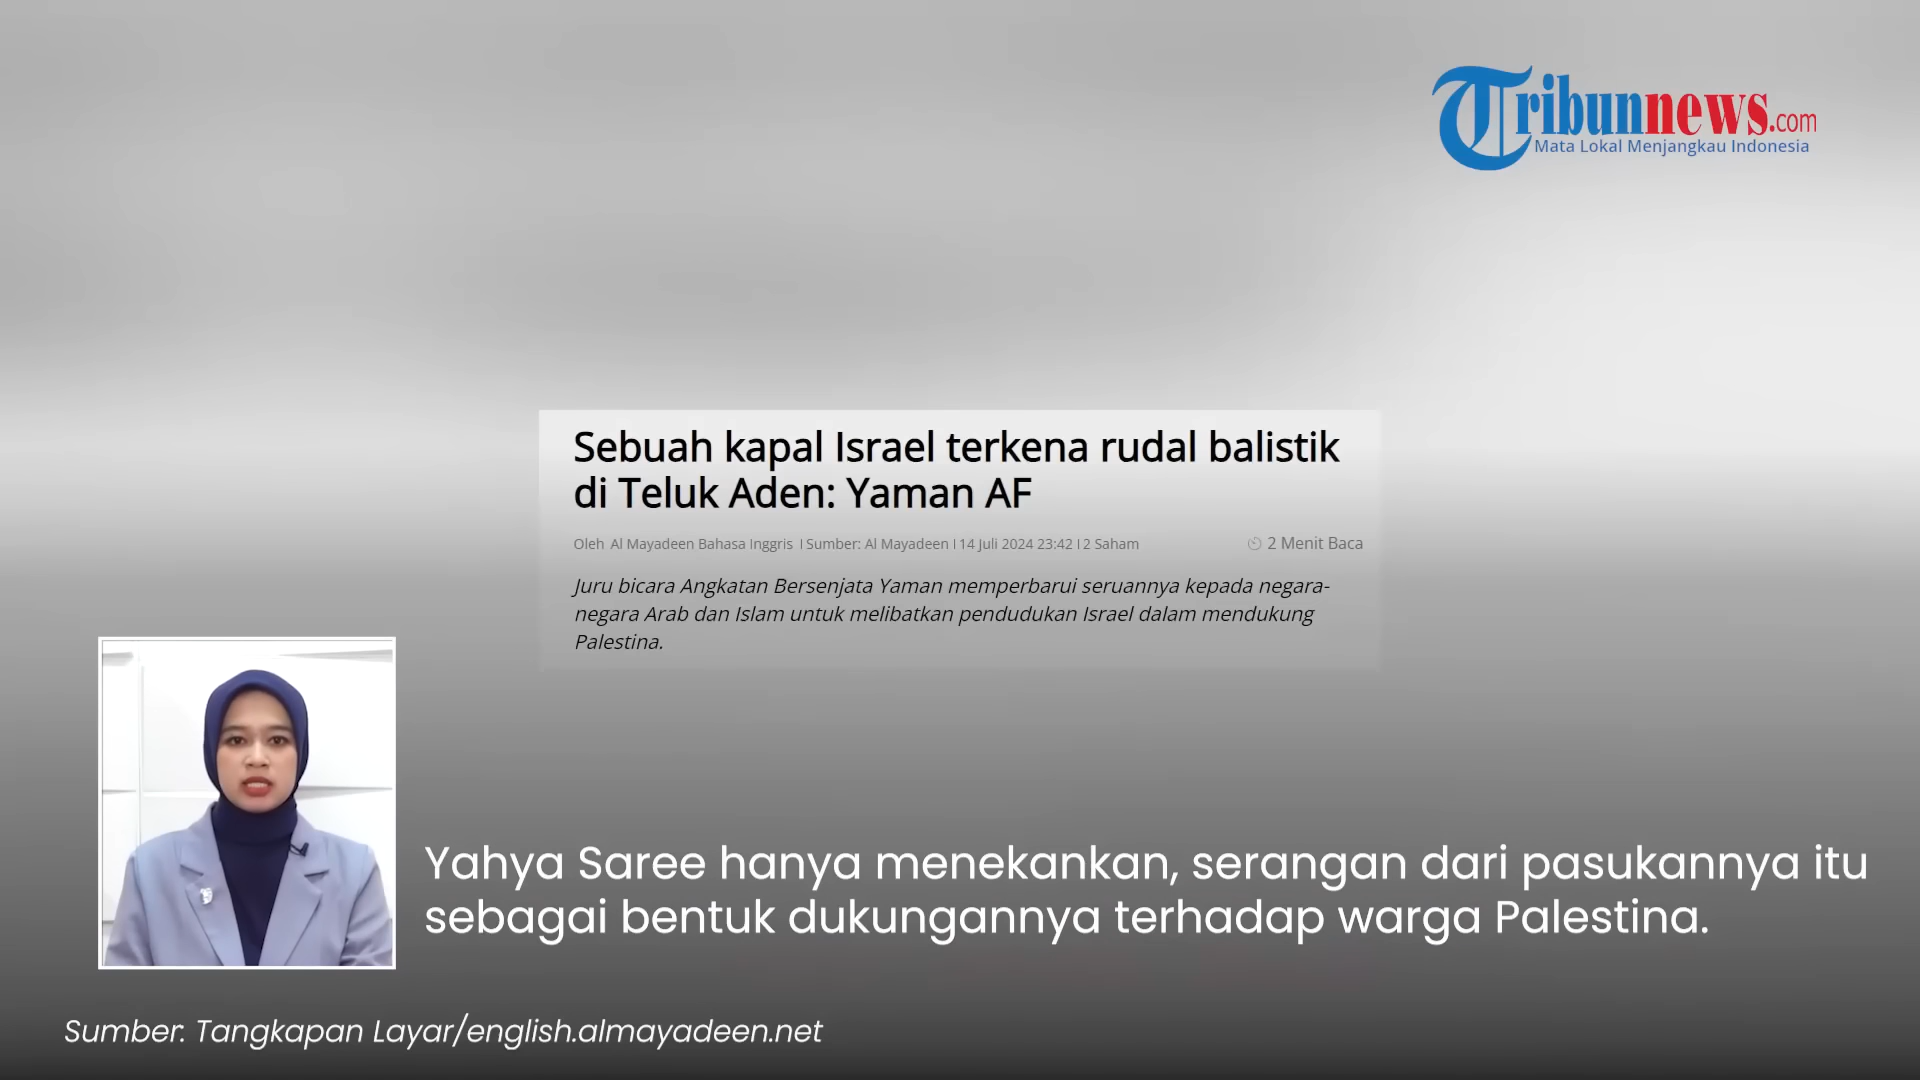 Tribunnews.com
Mata Lokal Menjangkau Indonesia
Sebuah kapal Israel terkena rudal balistik
di Teluk Aden: Yaman AF
Oleh Al Mayadeen Bahasa Inggris | Sumber: Al Mayadeen | 14 Juli 2024 23:42 | 2 Saham
2 Menit Baca
Juru bicara Angkatan Bersenjata Yaman memperbarui seruannya kepada negara-
negara Arab dan Islam untuk melibatkan pendudukan Israel dalam mendukung
Palestina.
Yahya Saree hanya menekankan, serangan dari pasukannya itu
sebagai bentuk dukungannya terhadap warga Palestina.
Sumber: Tangkapan Layar/english.almayadeen.net